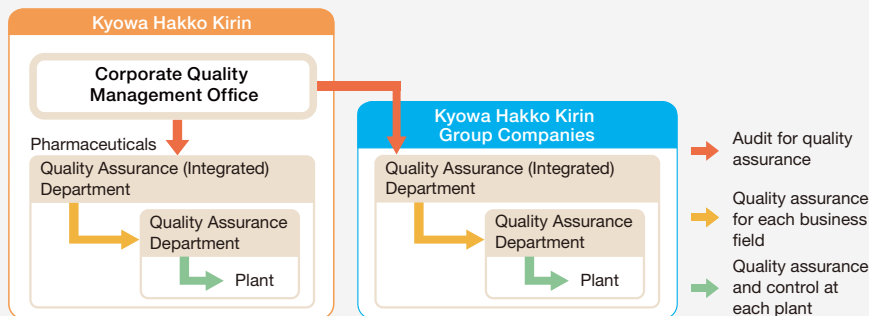 Kyowa Hakko Kirin
Corporate Quality
Management Office
Pharmaceuticals
Quality Assurance (Integrated)
Department
Quality Assurance
Department
Plant
Kyowa Hakko Kirin
Group Companies
Quality Assurance (Integrated)
Department
Quality Assurance
Department
Plant
Audit for quality
assurance
Quality assurance
for each business
field
Quality assurance
and control at
each plant